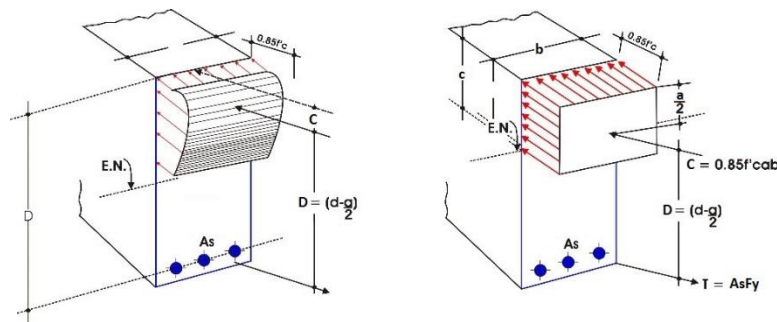 0.85f'c
C
E.N.
D
D = (d-g)
2
As
0.85f'c
b
c
a
2
E.N.
C = 0.85f'cab
D = (d-g)
2
As
T = AsFy